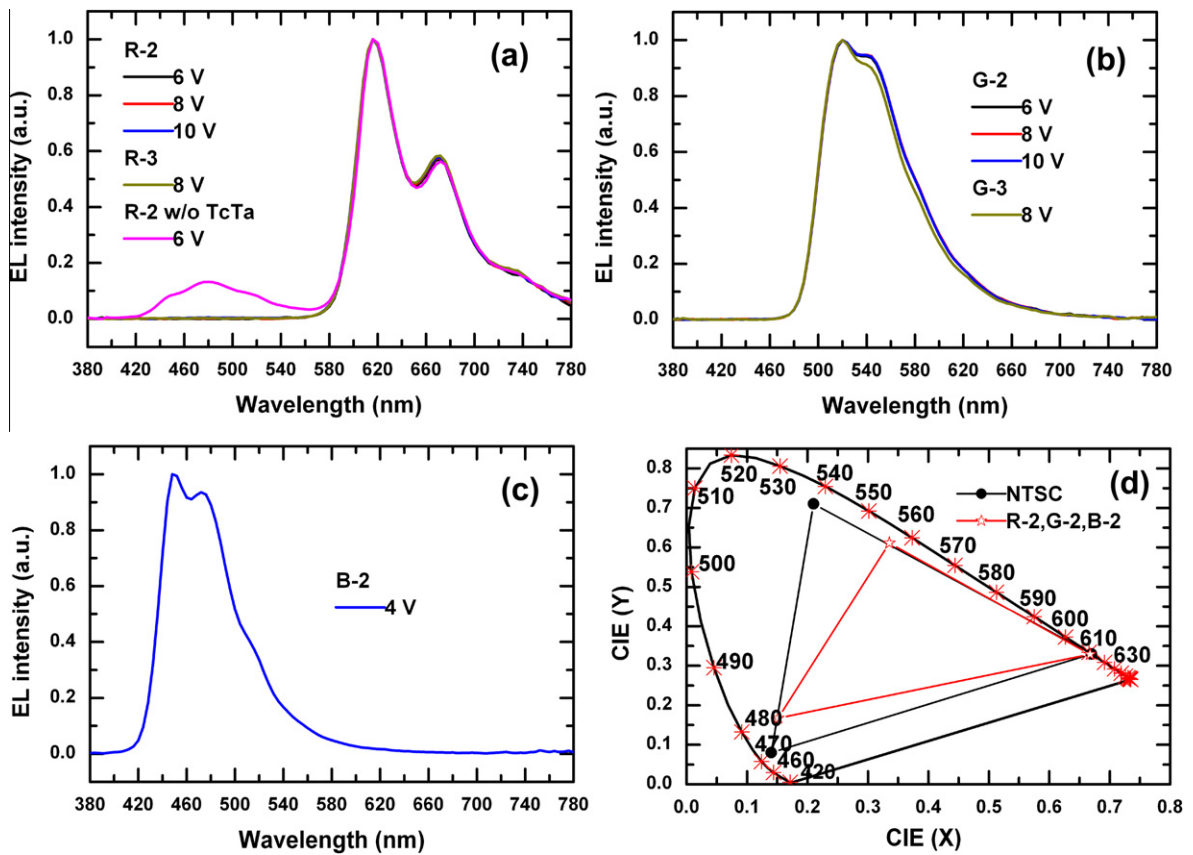 (a)
R-2
6 V
8 V
10 V
R-3
8 V
R-2 w/o TcTa
6 V
EL intensity (a.u.)
1.0
0.8
0.6
0.4
0.2
0.0
380 420 460 500 540 580 620 660 700 740 780
Wavelength (nm)
(b)
G-2
6 V
8 V
10 V
G-3
8 V
EL intensity (a.u.)
1.0
0.8
0.6
0.4
0.2
0.0
380 420 460 500 540 580 620 660 700 740 780
Wavelength (nm)
(c)
B-2
4 V
EL intensity (a.u.)
1.0
0.8
0.6
0.4
0.2
0.0
380 420 460 500 540 580 620 660 700 740 780
Wavelength (nm)
(d)
NTSC
R-2,G-2,B-2
CIE (Y)
0.8
0.7
0.6
0.5
0.4
0.3
0.2
0.1
0.0
520
530
540
510
550
560
500
570
580
590
600
610
630
490
480
470
460
420
0.0 0.1 0.2 0.3 0.4 0.5 0.6 0.7 0.8
CIE (X)